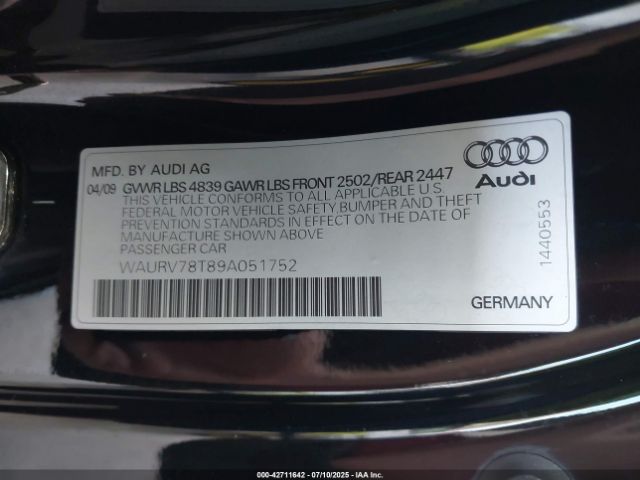 MFD. BY AUDI AG
04/09 GVWR LBS 4839 GAWR LBS FRONT 2502/REAR 2447
THIS VEHICLE CONFORMS TO ALL APPLICABLE U.S.
FEDERAL MOTOR VEHICLE SAFETY, BUMPER AND THEFT
PREVENTION STANDARDS IN EFFECT ON THE DATE OF
MANUFACTURE SHOWN ABOVE
PASSENGER CAR
WAURV78T89A051752
Audi
1440553
GERMANY
000-42711642 / 07/10/2025 / IAAI.COM